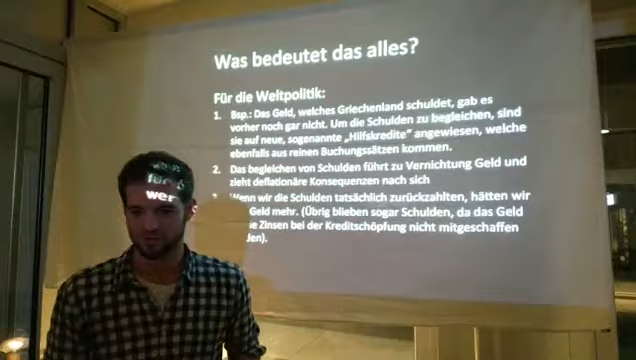 Was bedeutet das alles?
Für die Weltpolitik:
1. Bsp.: Das Geld, welches Griechenland schuldet, gab es
vorher noch gar nicht. Um die Schulden zu begleichen, sind
sie auf neue, sogenannte „Hilfskredite“ angewiesen, welche
ebenfalls aus reinen Buchungssätzen kommen.
2. Das begleichen von Schulden führt zu Vernichtung Geld und
zieht deflationäre Konsequenzen nach sich
Wenn wir die Schulden tatsächlich zurückzahlten, hätten wir
Geld mehr. (Übrig blieben sogar Schulden, da das Geld
Zinsen bei der Kreditschöpfung nicht mitgeschaffen